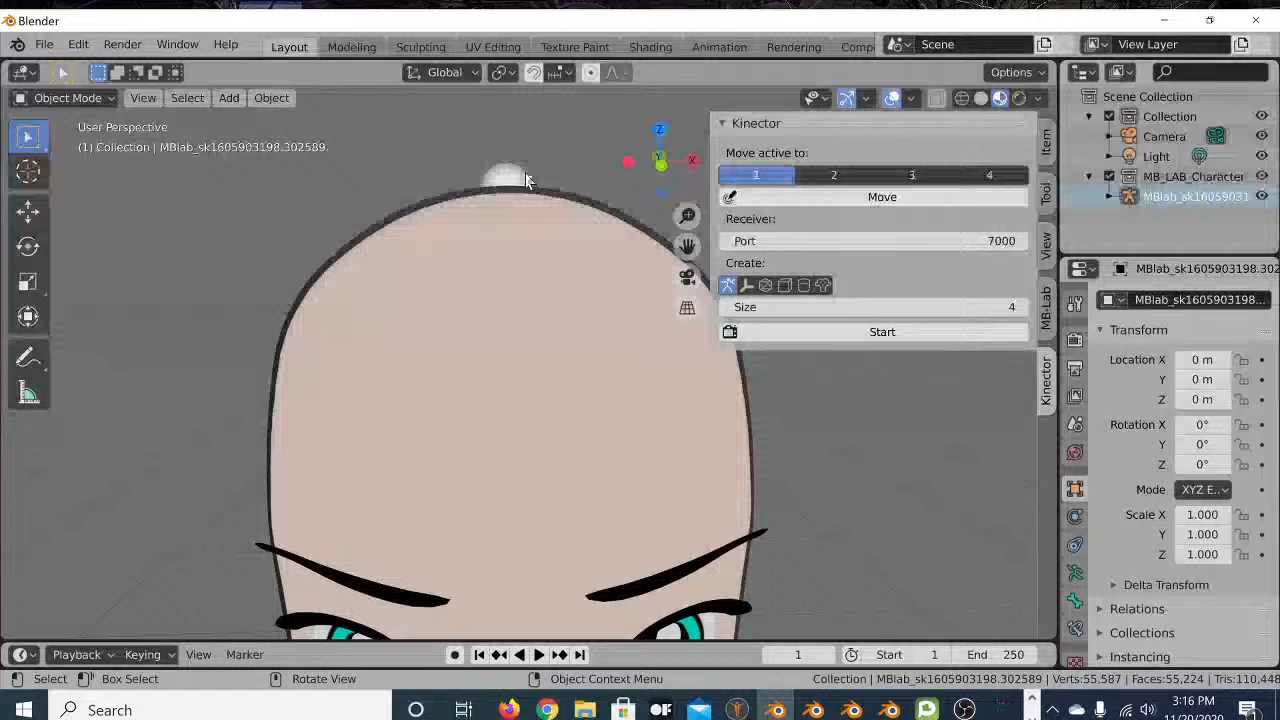 Blender
File Edit Render Window Help
Layout Modeling Sculpting UV Editing Texture Paint Shading Animation Rendering Comp
Scene
View Layer
Global
Options
Object Mode View Select Add Object
User Perspective
(1) Collection | MBlab_sk1605903198.302589
Z
X
Y
Kinector
Move active to:
1 2 3 4
Move
Receiver:
Port 7000
Create:
Size 4
Start
Item
Tool
View
MB-Lab
Kinector
Scene Collection
Collection
Camera
Light
MB_LAB_Character
MBlab_sk16059031
MBlab_sk1605903198.302
MBlab_sk1605903198...
Transform
Location X 0 m
Y 0 m
Z 0 m
Rotation X 0°
Y 0°
Z 0°
Mode XYZ E..
Scale X 1.000
Y 1.000
Z 1.000
Delta Transform
Relations
Collections
Instancing
Playback Keying View Marker
1 Start 1 End 250
Select Box Select Rotate View Object Context Menu
Collection | MBlab_sk1605903198.302589 | Verts:55,587 | Faces:55,224 | Tris:110,448
Search
3:16 PM
11/20/2020